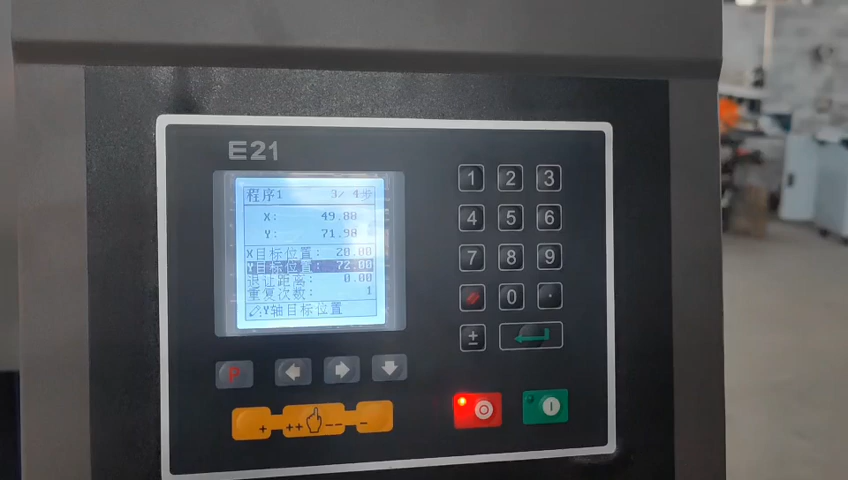 E21
程序1 3/ 4步
X: 49.88
Y: 71.98
X目标位置: 20.00
Y目标位置: 72.00
退让距离: 0.00
重复次数: 1
Y轴目标位置
1 2 3
4 5 6
7 8 9
0 .
±
P
+ ++ -- -